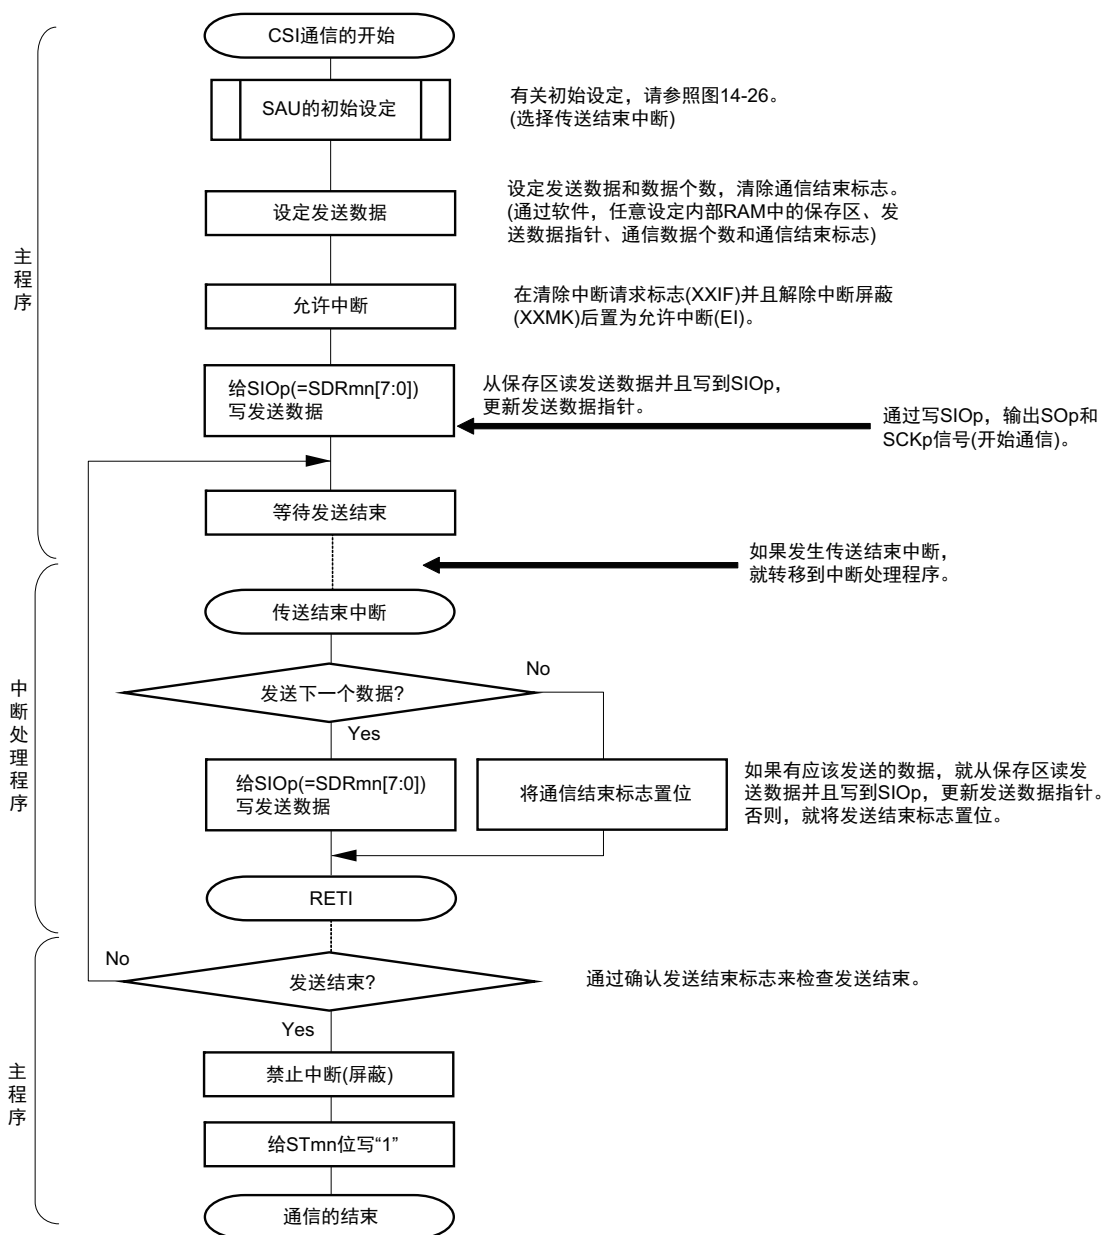 CSI通信的开始
SAU的初始设定
有关初始设定，请参照图14-26。
(选择传送结束中断)
设定发送数据
设定发送数据和数据个数，清除通信结束标志。
(通过软件，任意设定内部RAM中的保存区、发
送数据指针、通信数据个数和通信结束标志)
主程序
允许中断
在清除中断请求标志(XXIF)并且解除中断屏蔽
(XXMK)后置为允许中断(EI)。
给SIOp(=SDRmn[7:0])
写发送数据
从保存区读发送数据并且写到SIOp，
更新发送数据指针。
通过写SIOp，输出SOp和
SCKp信号(开始通信)。
等待发送结束
如果发生传送结束中断，
就转移到中断处理程序。
传送结束中断
中断处理程序
发送下一个数据?
No
Yes
给SIOp(=SDRmn[7:0])
写发送数据
将通信结束标志置位
如果有应该发送的数据，就从保存区读发
送数据并且写到SIOp，更新发送数据指针。
否则，就将发送结束标志置位。
RETI
No
发送结束?
通过确认发送结束标志来检查发送结束。
Yes
主程序
禁止中断(屏蔽)
给STmn位写“1”
通信的结束